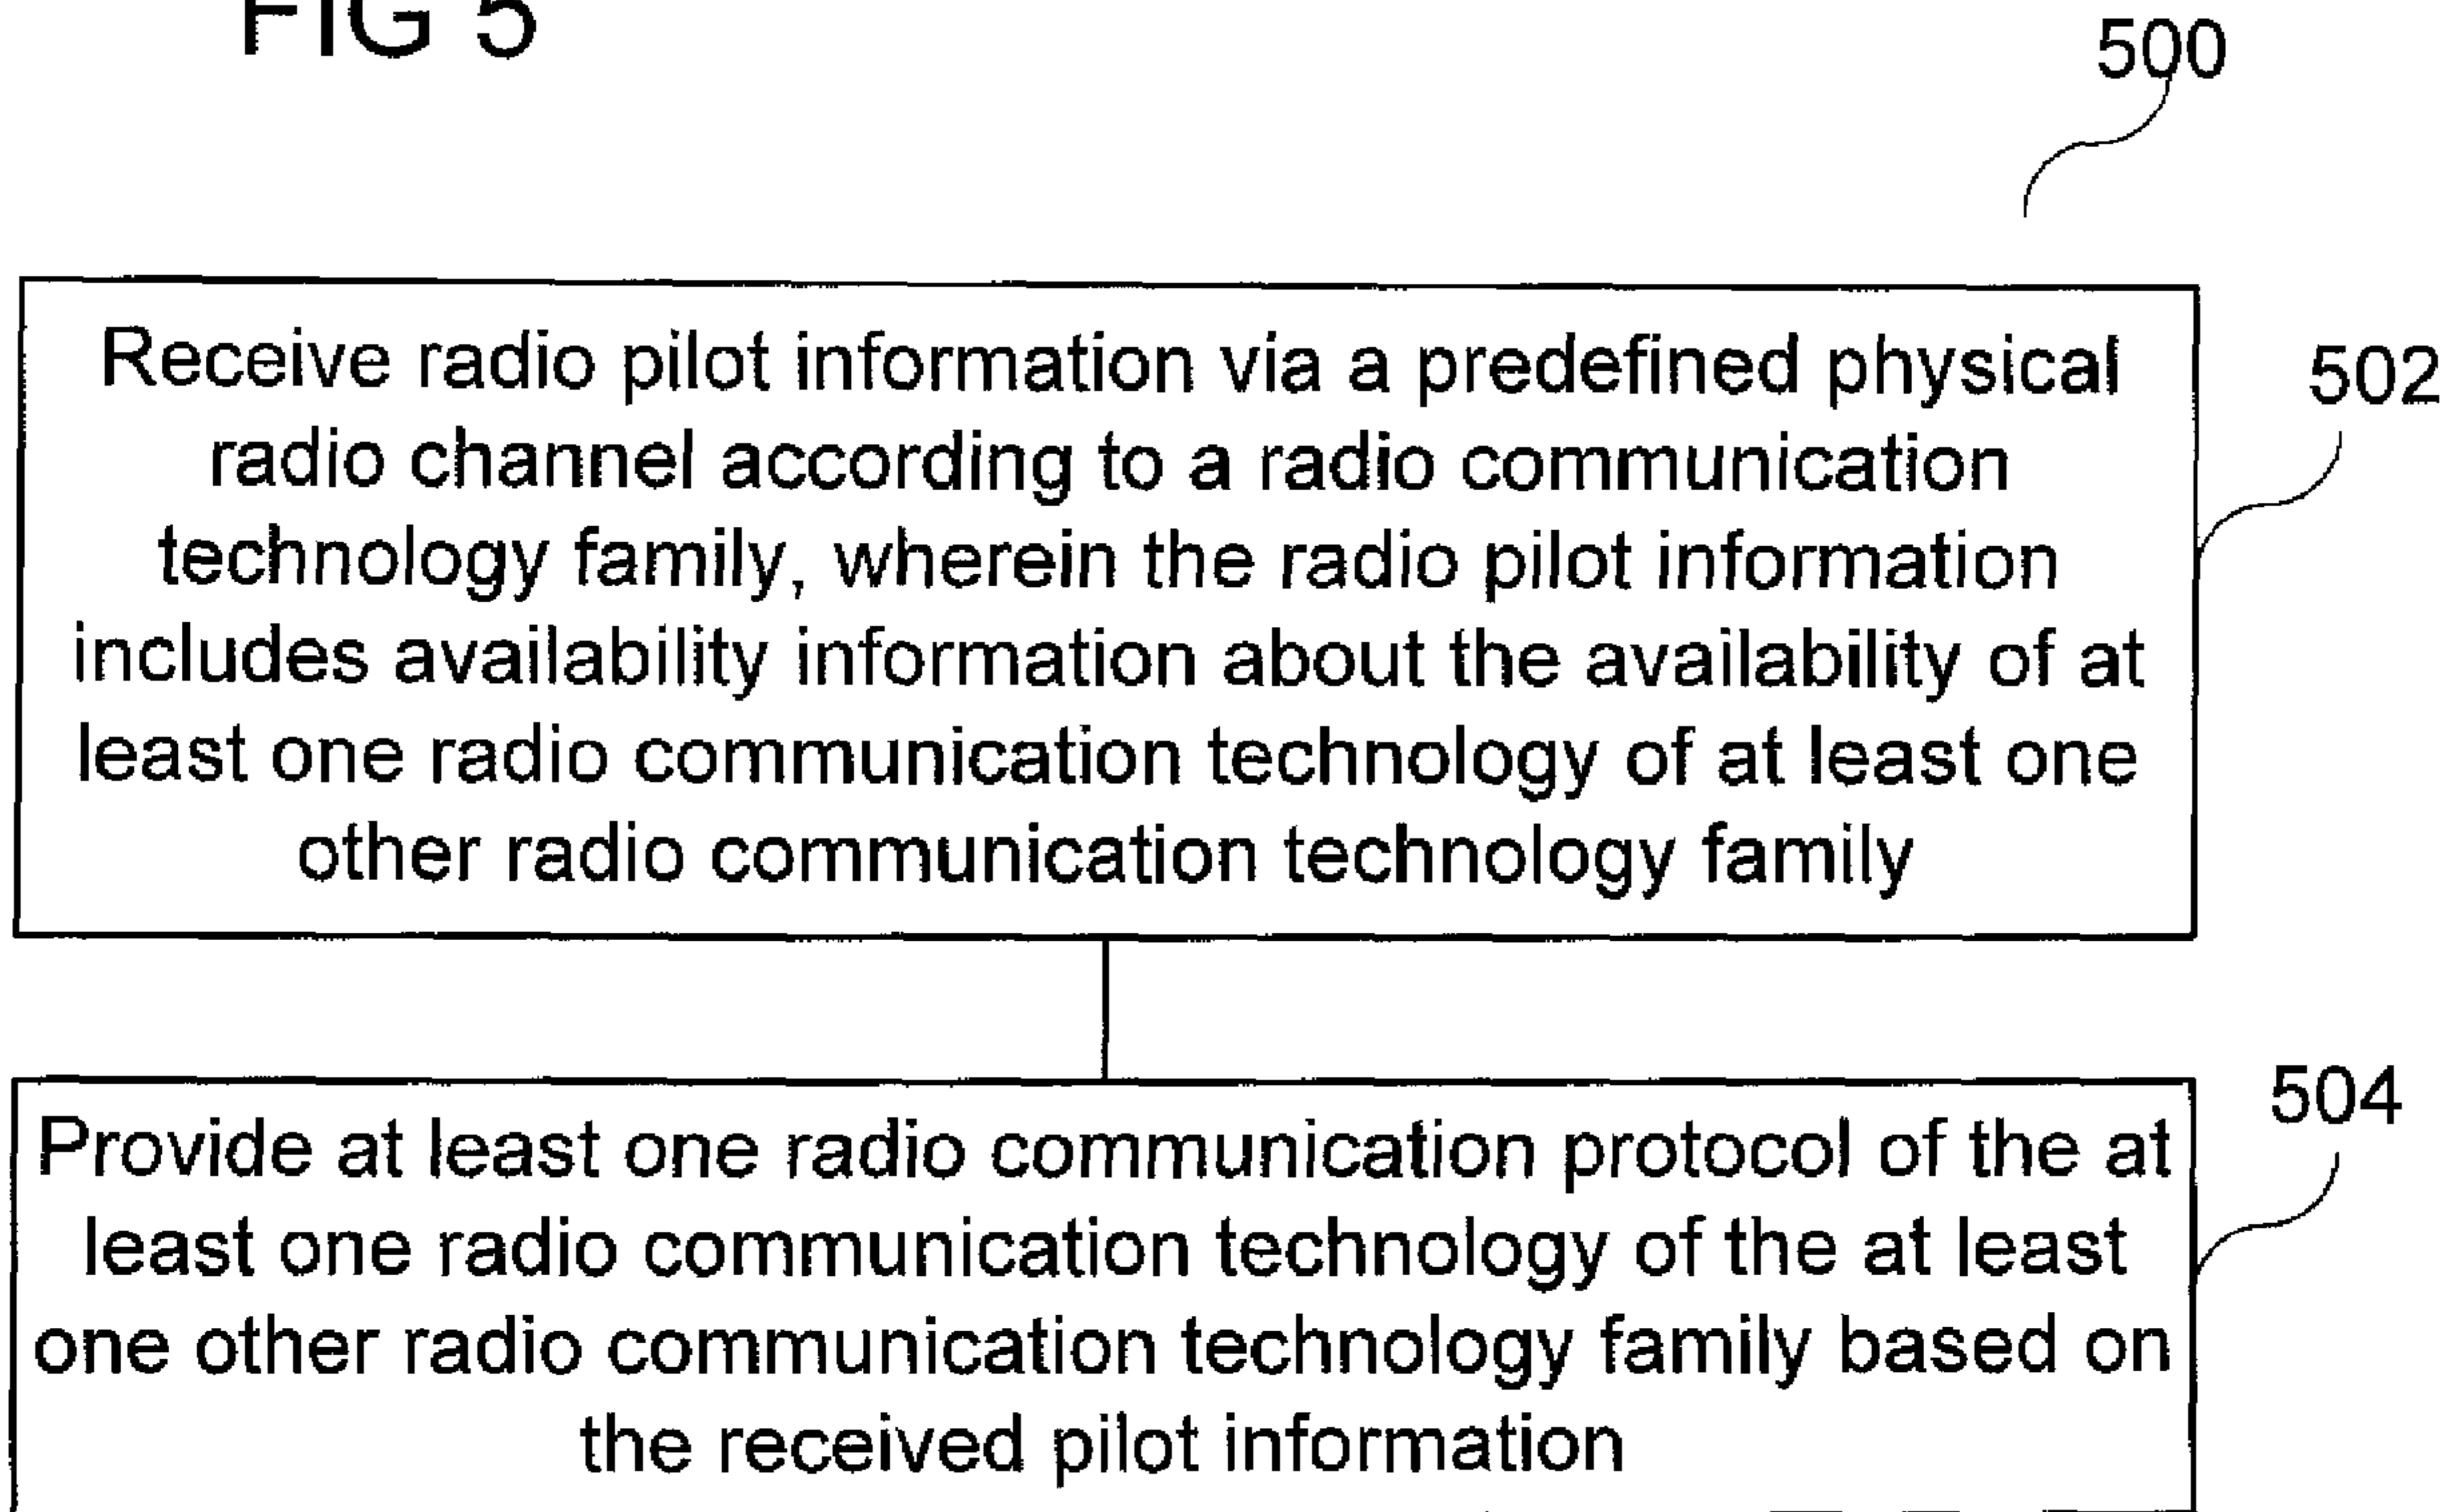 FIG 5
500
Receive radio pilot information via a predefined physical
radio channel according to a radio communication
technology family, wherein the radio pilot information
includes availability information about the availability of at
least one radio communication technology of at least one
other radio communication technology family
502
Provide at least one radio communication protocol of the at
least one radio communication technology of the at least
one other radio communication technology family based on
the received pilot information
504